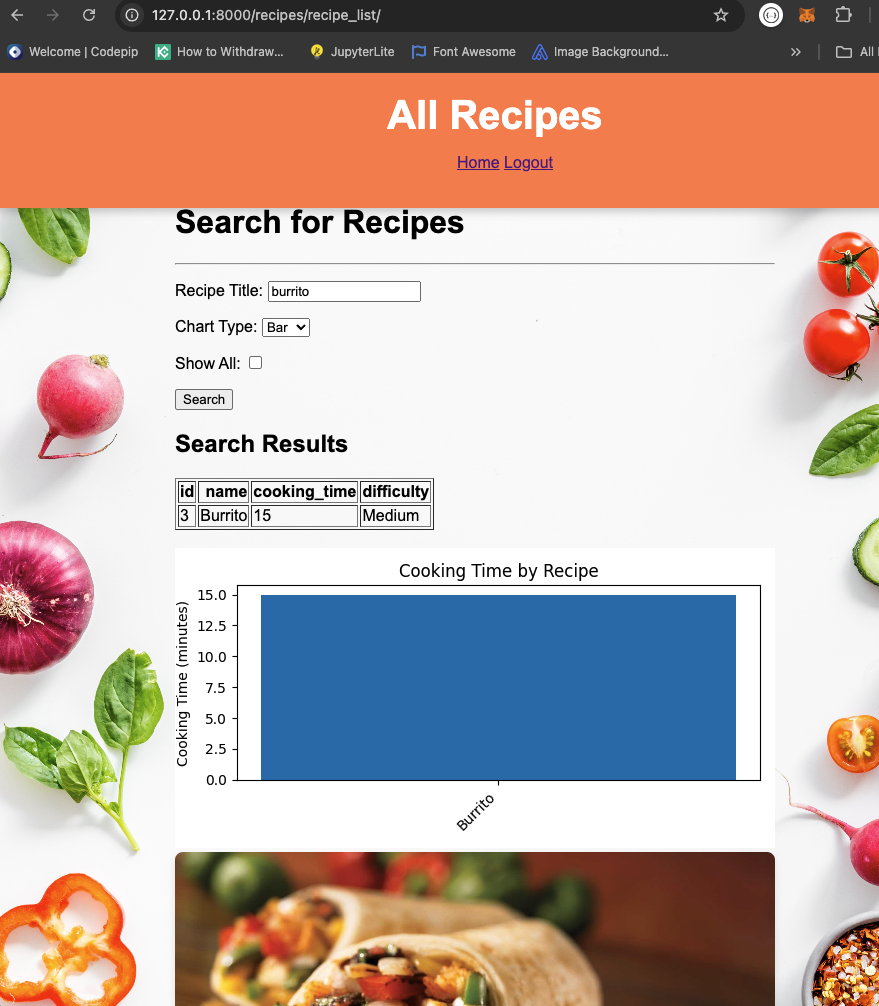 127.0.0.1:8000/recipes/recipe_list/
Welcome | Codepip How to Withdraw... JupyterLite Font Awesome Image Background... » All
All Recipes
Home Logout
Search for Recipes
Recipe Title: burrito
Chart Type: Bar
Show All:
Search
Search Results
id name cooking_time difficulty
3 Burrito 15 Medium
Cooking Time by Recipe
Cooking Time (minutes)
15.0
12.5
10.0
7.5
5.0
2.5
0.0
Burrito